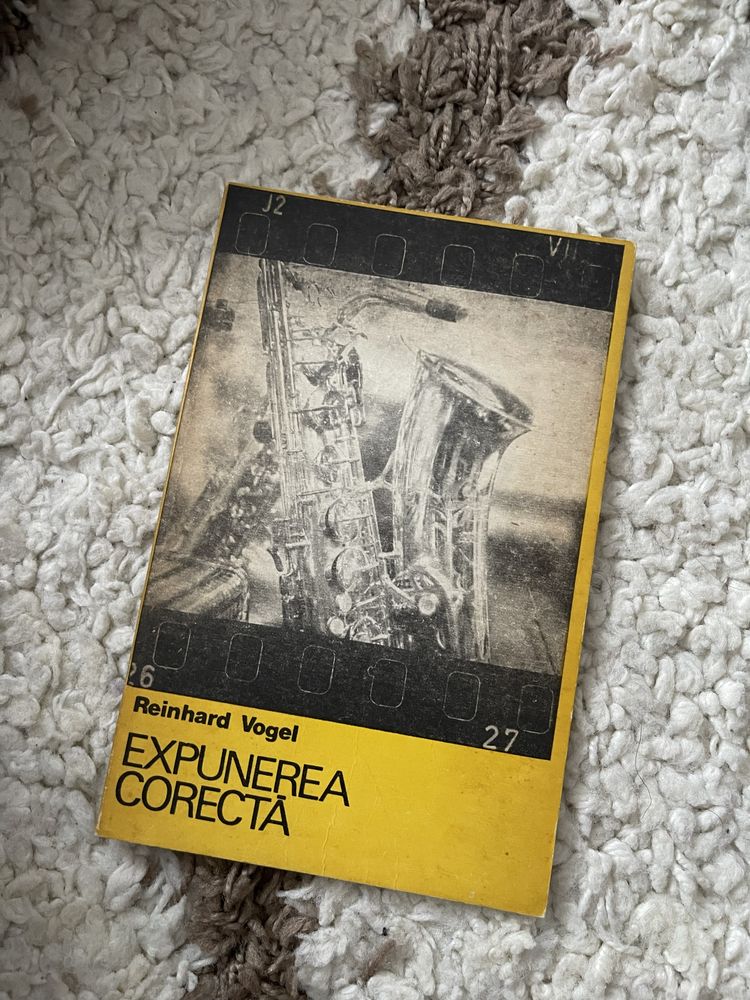 J2
VII
26
27
Reinhard Vogel
EXPUNEREA
CORECTĂ